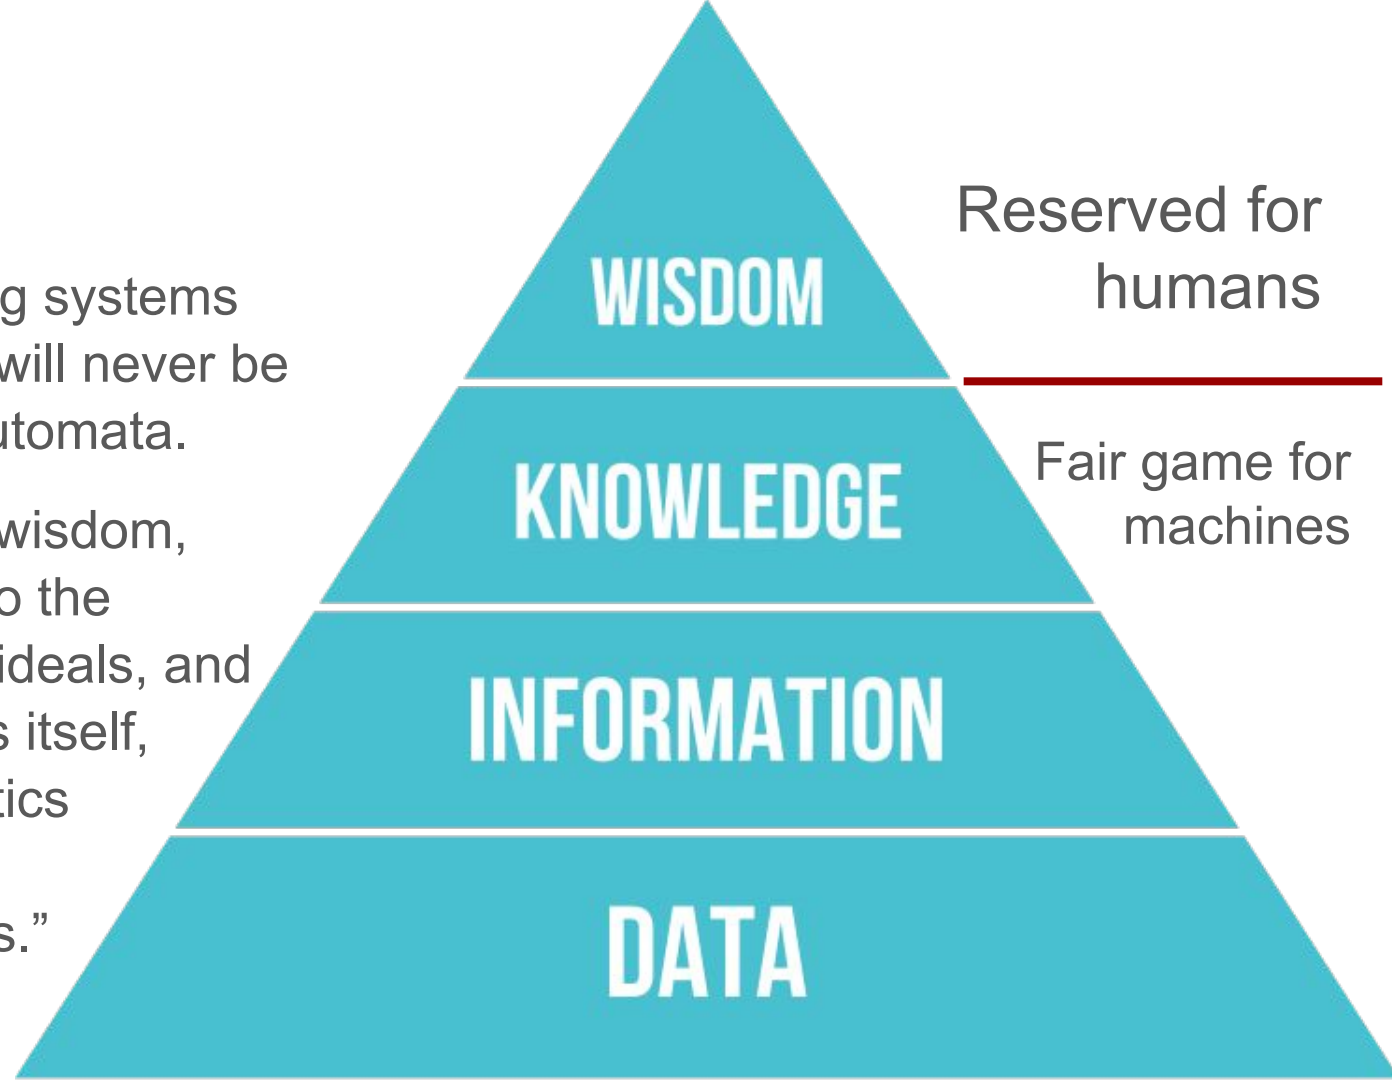 g systems
will never be
utomata.
wisdom,
o the
ideals, and
s itself,
tics
s.”
WISDOM
KNOWLEDGE
INFORMATION
DATA
Reserved for
humans
Fair game for
machines